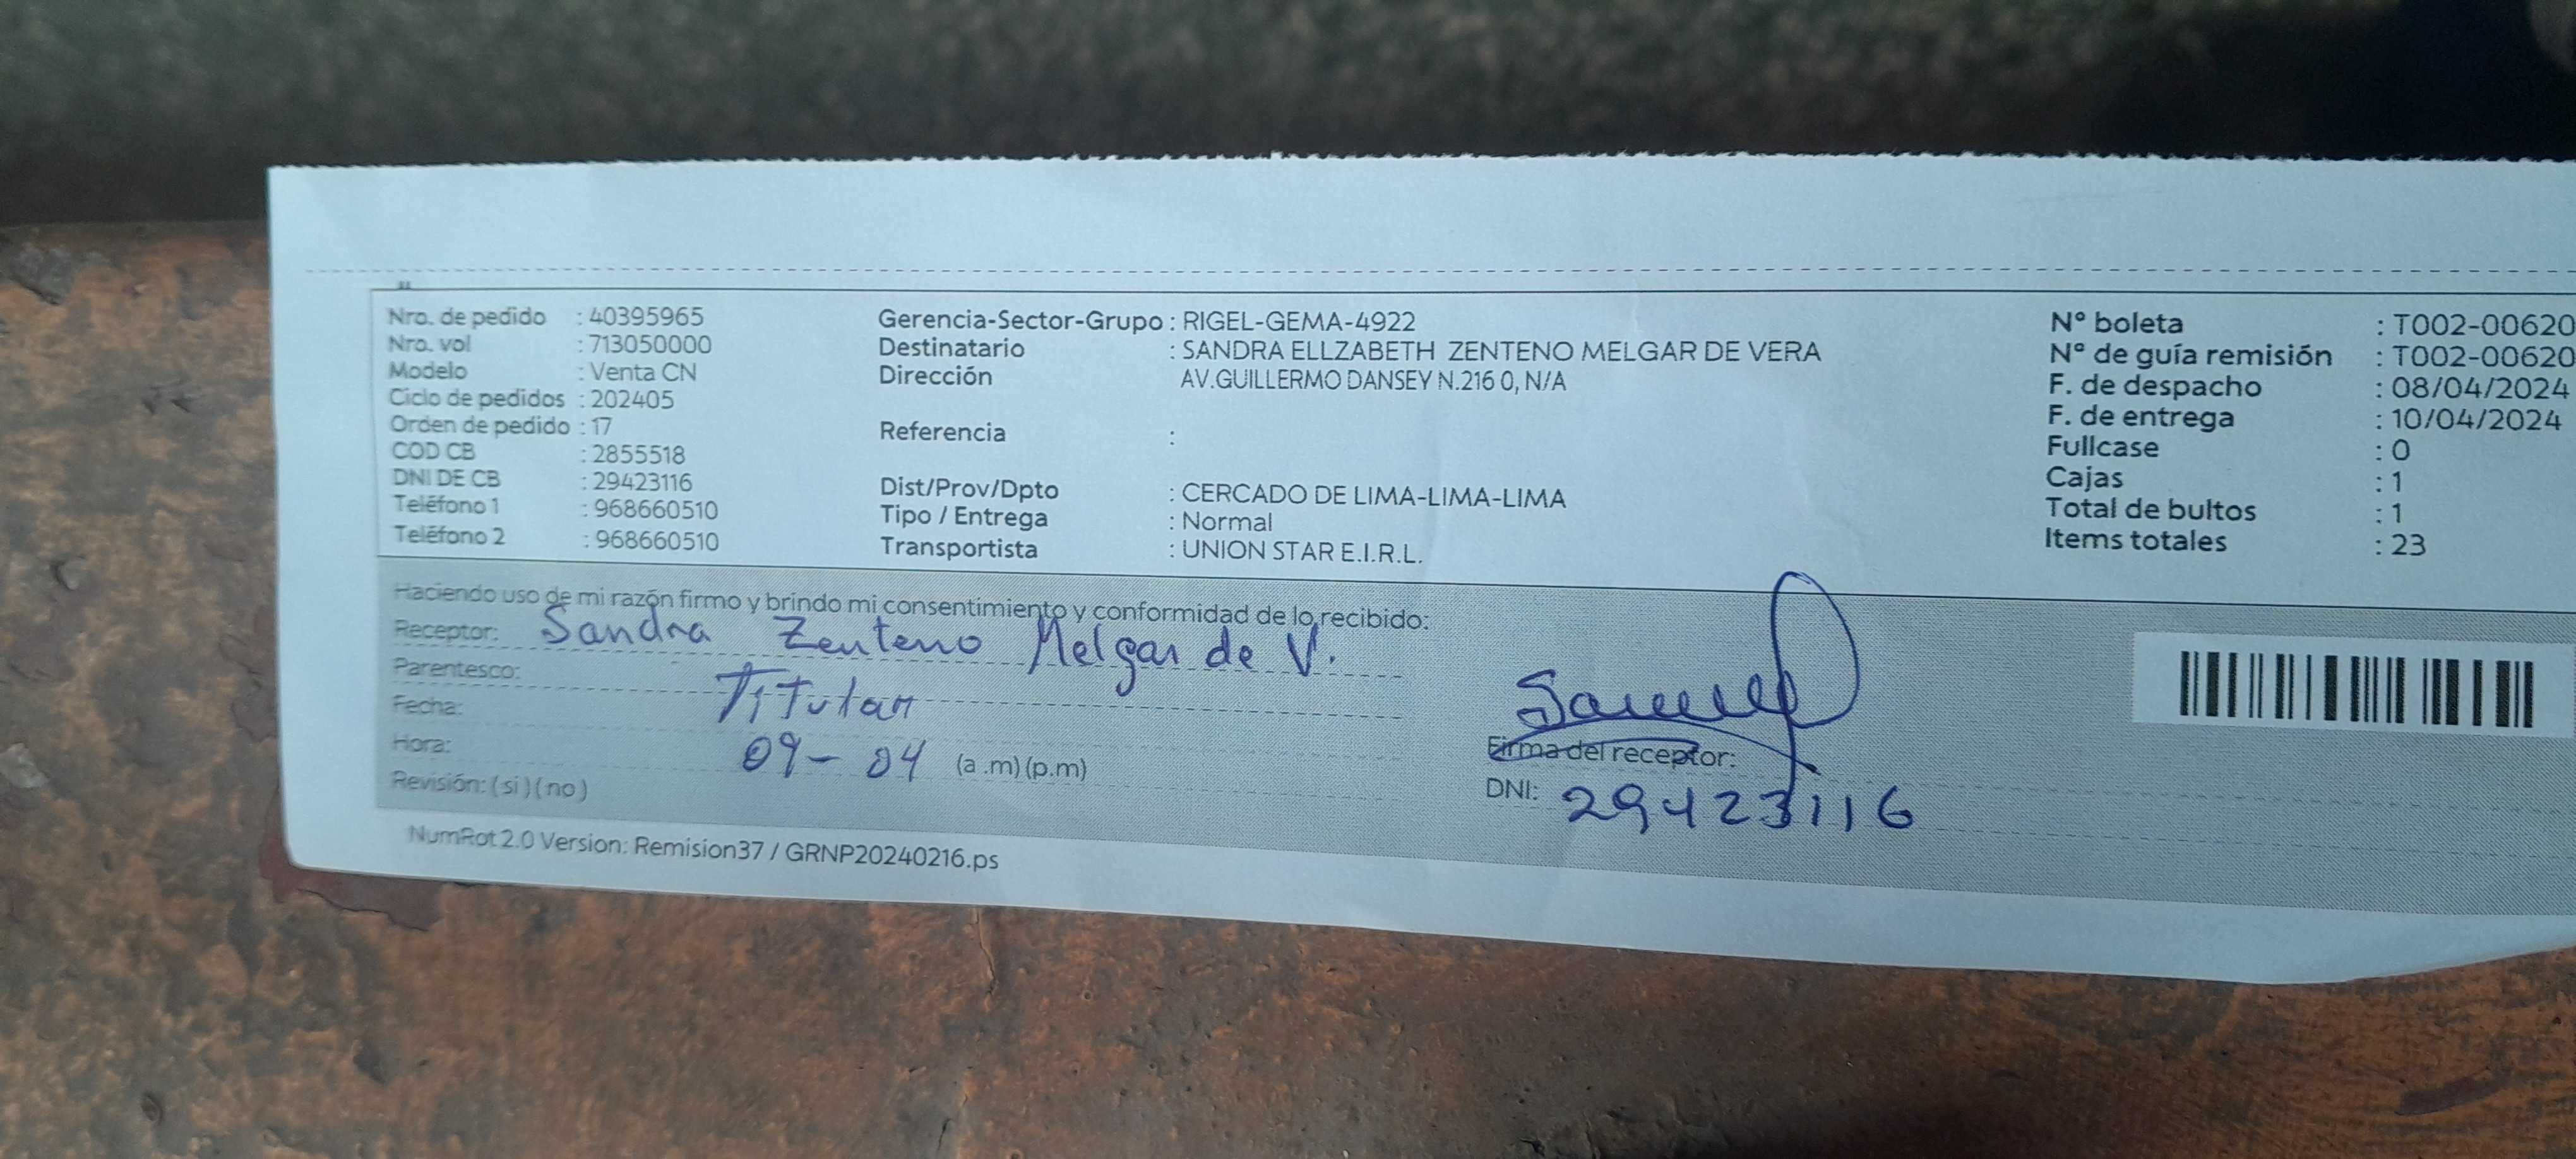 Nro. de pedido : 40395965
Nro. vol : 713050000
Modelo : Venta CN
Ciclo de pedidos : 202405
Orden de pedido : 17
COD CB : 2855518
DNI DE CB : 29423116
Teléfono 1 : 968660510
Teléfono 2 : 968660510
Gerencia-Sector-Grupo : RIGEL-GEMA-4922
Destinatario : SANDRA ELLZABETH ZENTENO MELGAR DE VERA
Dirección AV.GUILLERMO DANSEY N.216 0, N/A
Referencia :
Dist/Prov/Dpto : CERCADO DE LIMA-LIMA-LIMA
Tipo / Entrega : Normal
Transportista : UNION STAR E.I.R.L.
Nº boleta : T002-00620
Nº de guía remisión : T002-00620
F. de despacho : 08/04/2024
F. de entrega : 10/04/2024
Fullcase : 0
Cajas : 1
Total de bultos : 1
Items totales : 23
Haciendo uso de mi razón firmo y brindo mi consentimiento y conformidad de lo recibido:
Receptor: Sandra Zenteno Melgar de V.
Parentesco: Titular
Fecha:
Hora: 09-04 (a .m) (p.m)
Revisión: ( si ) ( no )
Firma del receptor:
DNI: 29423116
NumRot 2.0 Version: Remision37 / GRNP20240216.ps